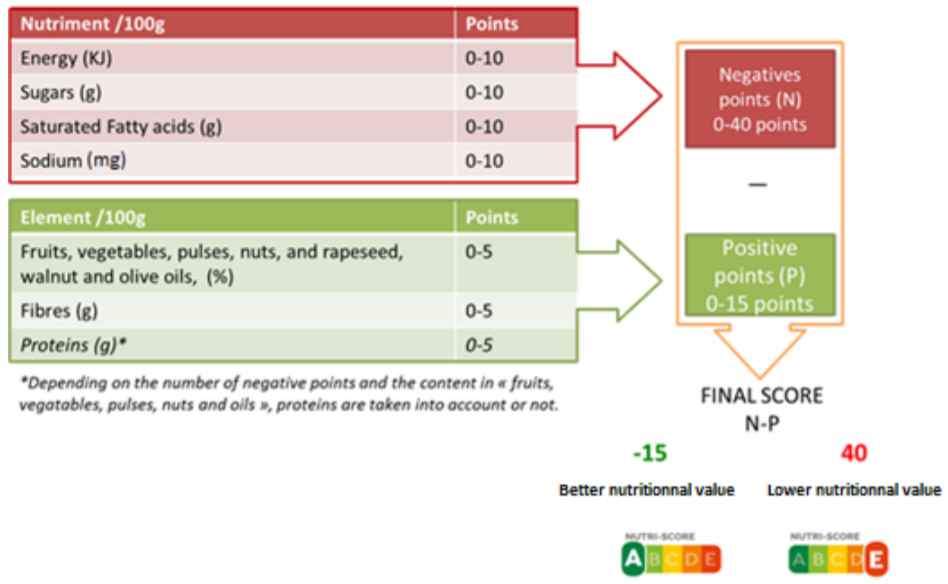 Nutriment /100g Points
Energy (KJ) 0-10
Sugars (g) 0-10
Saturated Fatty acids (g) 0-10
Sodium (mg) 0-10
Negatives
points (N)
0-40 points
—
Element /100g Points
Fruits, vegetables, pulses, nuts, and rapeseed, 0-5
walnut and olive oils,  (%)
Fibres (g) 0-5
Proteins (g)* 0-5
Positive
points (P)
0-15 points
*Depending on the number of negative points and the content in « fruits,
vegatables, pulses, nuts and oils », proteins are taken into account or not.
FINAL SCORE
N-P
-15 40
Better nutritionnal value Lower nutritionnal value
NUTRI-SCORE NUTRI-SCORE
A B C D E A B C D E